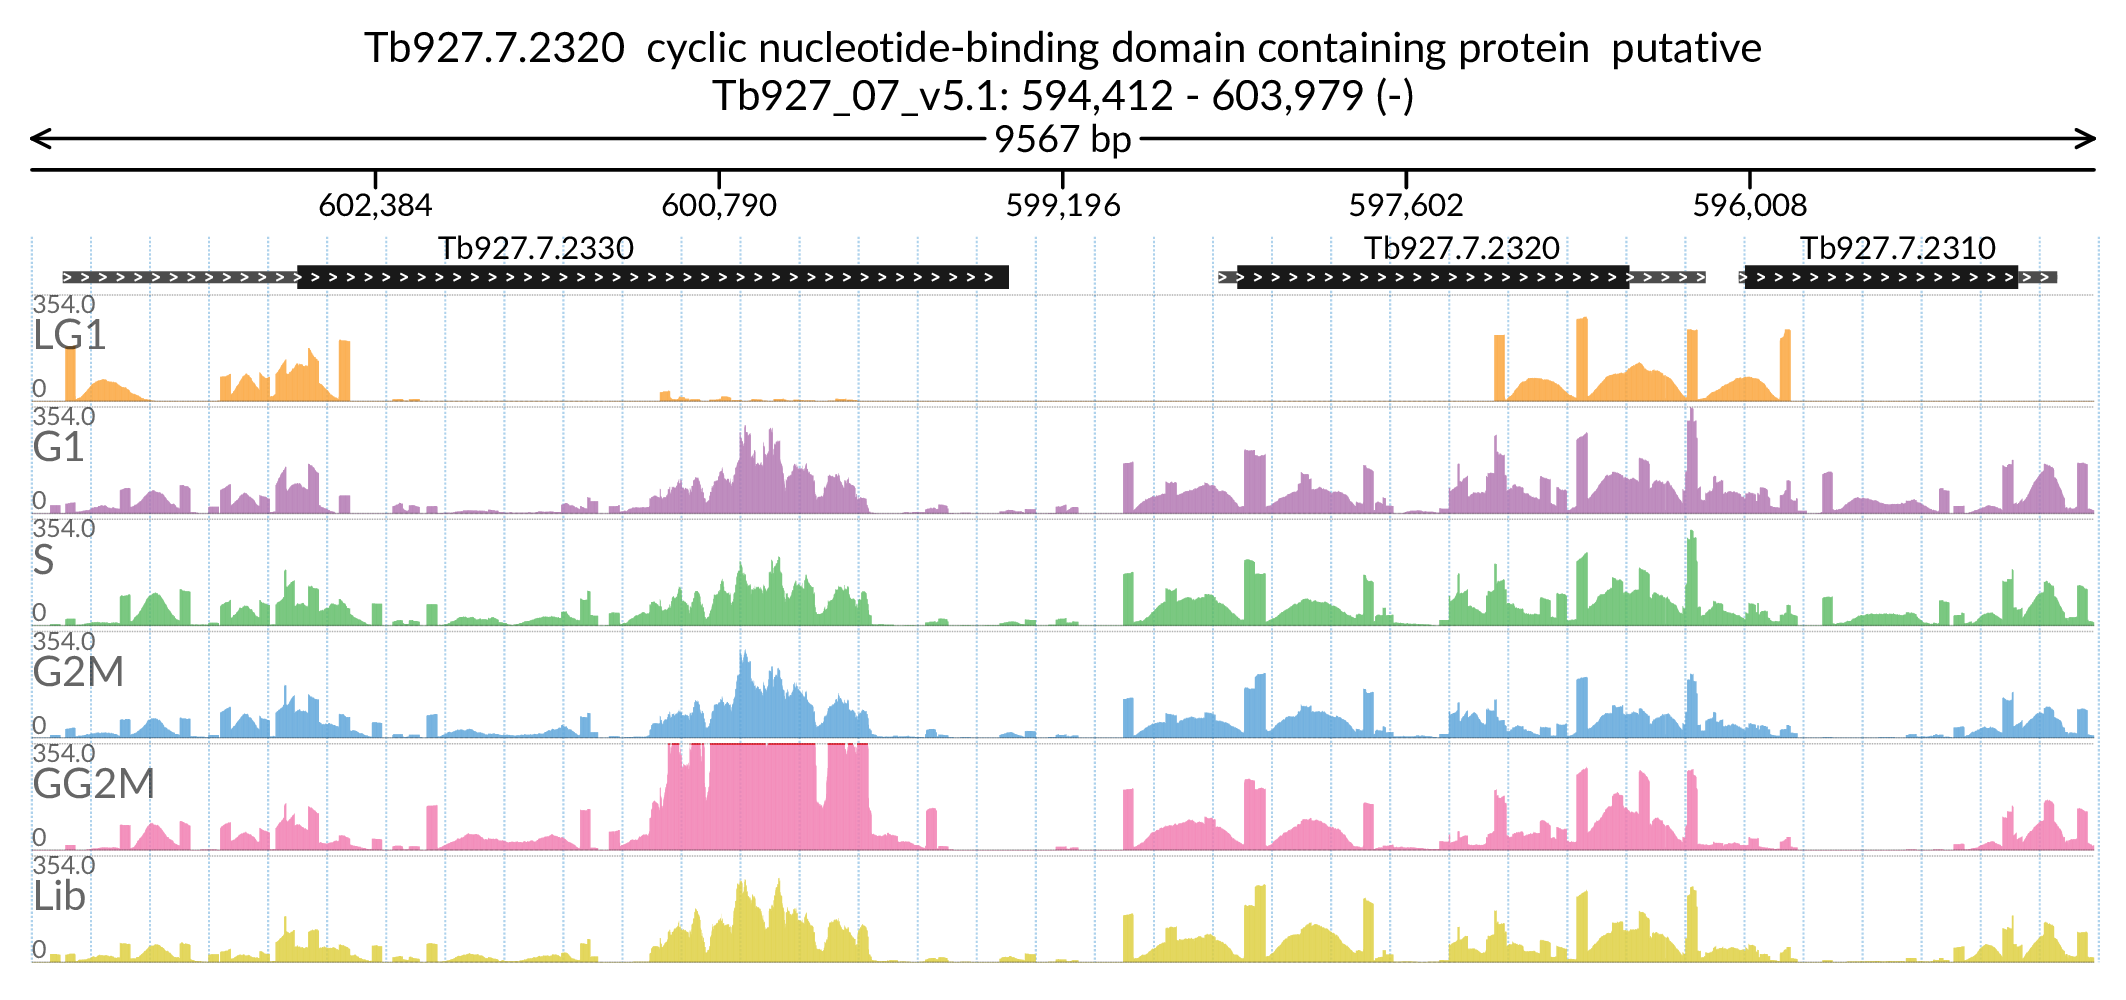 Tb927.7.2320  cyclic nucleotide-binding domain containing protein  putative
Tb927_07_v5.1: 594,412 - 603,979 (-)
9567 bp
602,384 600,790 599,196 597,602 596,008
Tb927.7.2330 Tb927.7.2320 Tb927.7.2310
354.0
LG1
0
354.0
G1
0
354.0
S
0
354.0
G2M
0
354.0
GG2M
0
354.0
Lib
0